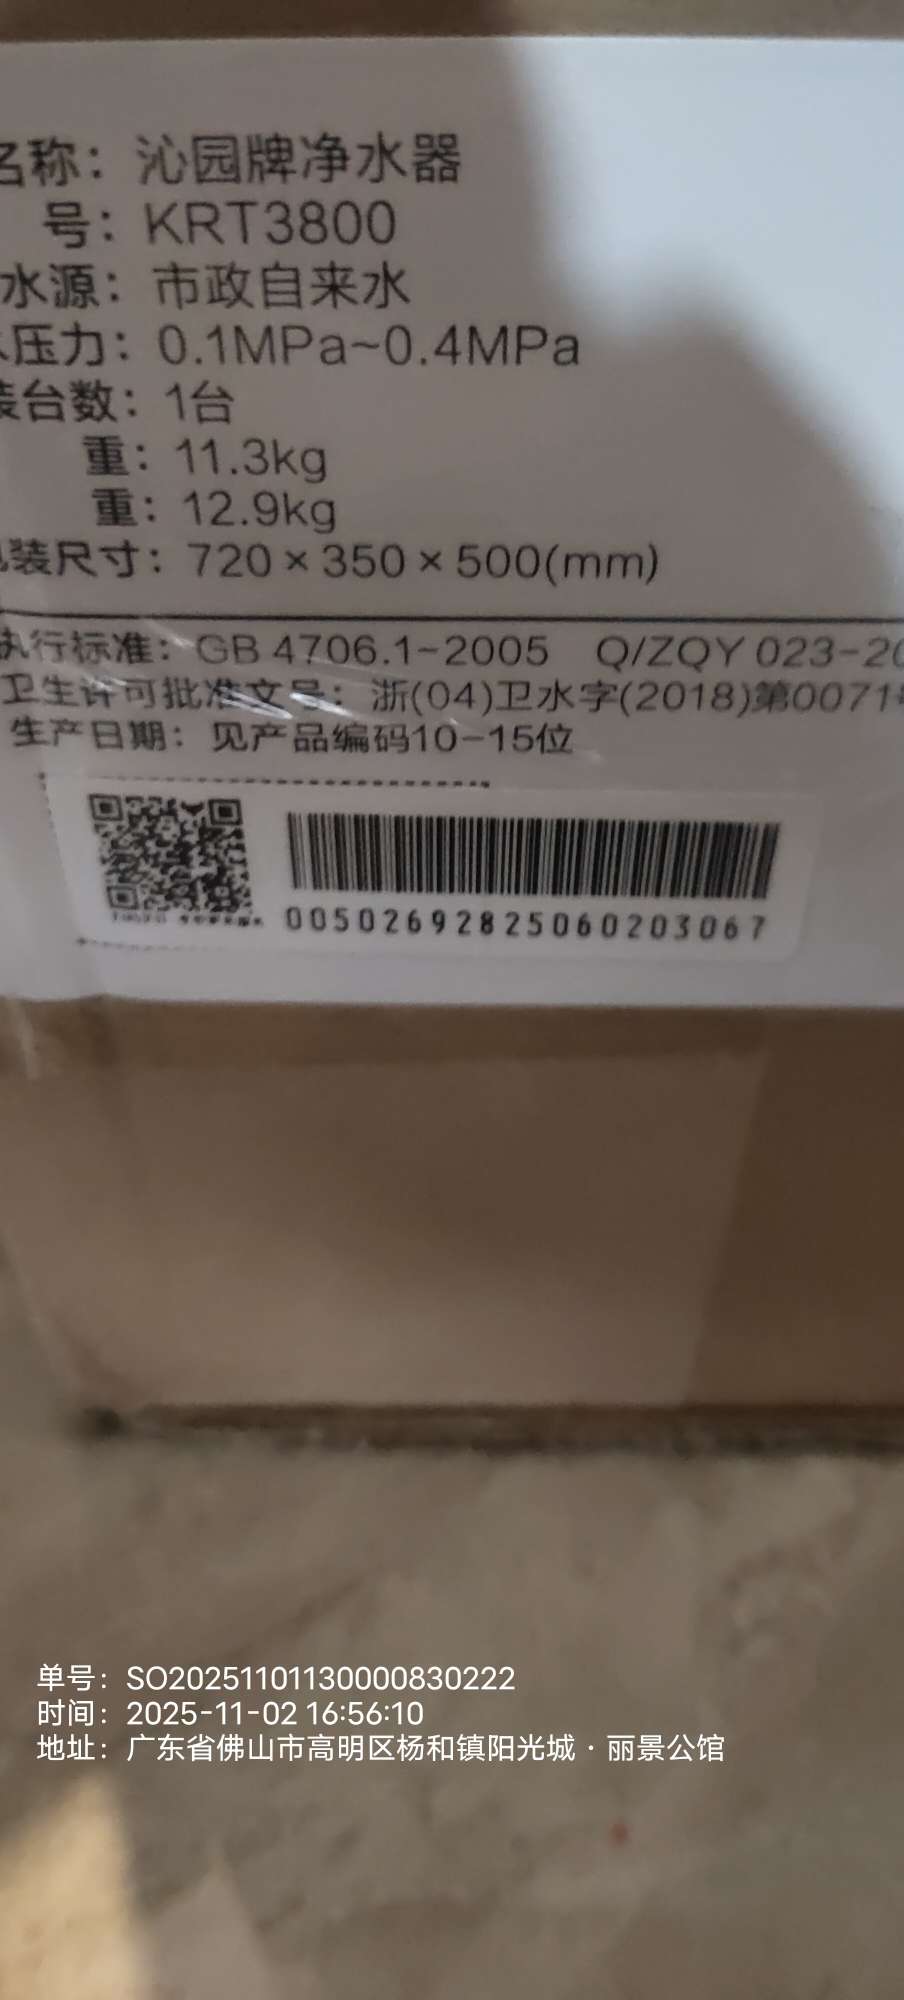 名称：沁园牌净水器
号：KRT3800
水源：市政自来水
压力：0.1MPa~0.4MPa
装台数：1台
重：11.3kg
重：12.9kg
装尺寸：720×350×500(mm)
执行标准：GB 4706.1-2005 Q/ZQY 023-20
卫生许可批准文号：浙(04)卫水字(2018)第0071
生产日期：见产品编码10-15位
00502692825060203067
单号：SO20251101130000830222
时间：2025-11-02 16:56:10
地址：广东省佛山市高明区杨和镇阳光城·丽景公馆